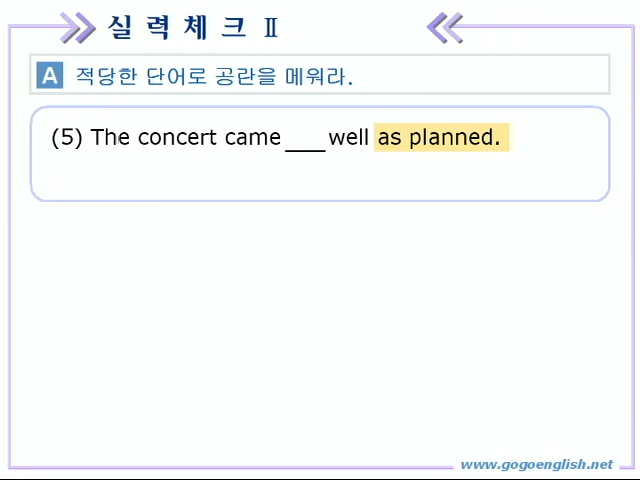 실 력 체 크 Ⅱ
A 적당한 단어로 공란을 메워라.
(5) The concert came ___ well as planned.
www.gogoenglish.net